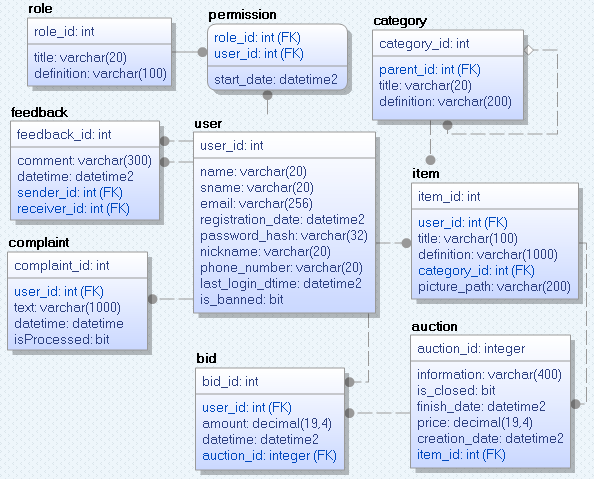 role
role_id: int
title: varchar(20)
definition: varchar(100)
permission
role_id: int (FK)
user_id: int (FK)
start_date: datetime2
category
category_id: int
parent_id: int (FK)
title: varchar(20)
definition: varchar(200)
feedback
feedback_id: int
comment: varchar(300)
datetime: datetime2
sender_id: int (FK)
receiver_id: int (FK)
user
user_id: int
name: varchar(20)
sname: varchar(20)
email: varchar(256)
registration_date: datetime2
password_hash: varchar(32)
nickname: varchar(20)
phone_number: varchar(20)
last_login_dtime: datetime2
is_banned: bit
item
item_id: int
user_id: int (FK)
title: varchar(100)
definition: varchar(1000)
category_id: int (FK)
picture_path: varchar(200)
complaint
complaint_id: int
user_id: int (FK)
text: varchar(1000)
datetime: datetime
isProcessed: bit
bid
bid_id: int
user_id: int (FK)
amount: decimal(19,4)
datetime: datetime2
auction_id: integer (FK)
auction
auction_id: integer
information: varchar(400)
is_closed: bit
finish_date: datetime2
price: decimal(19,4)
creation_date: datetime2
item_id: int (FK)